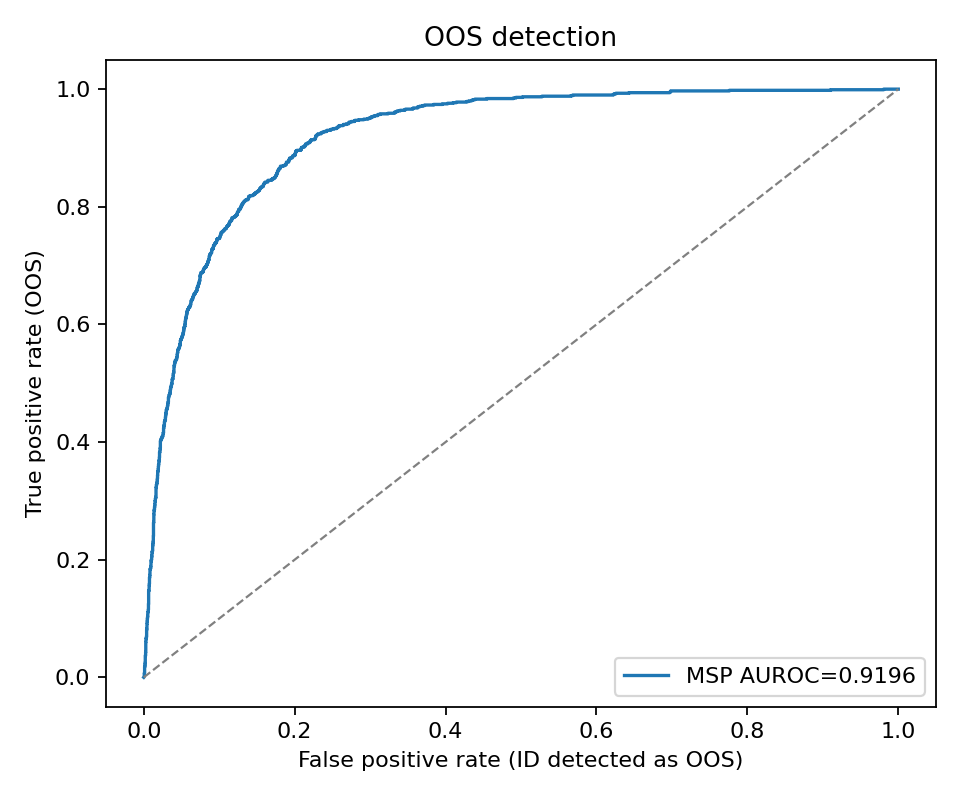 OOS detection
1.0
0.8
0.6
0.4
0.2
0.0
True positive rate (OOS)
MSP AUROC=0.9196
0.0 0.2 0.4 0.6 0.8 1.0
False positive rate (ID detected as OOS)